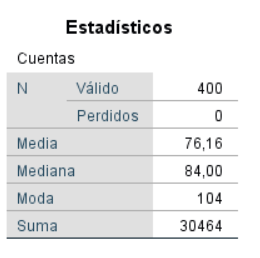 Estadísticos
Cuentas
N Válido 400
Perdidos 0
Media 76,16
Mediana 84,00
Moda 104
Suma 30464